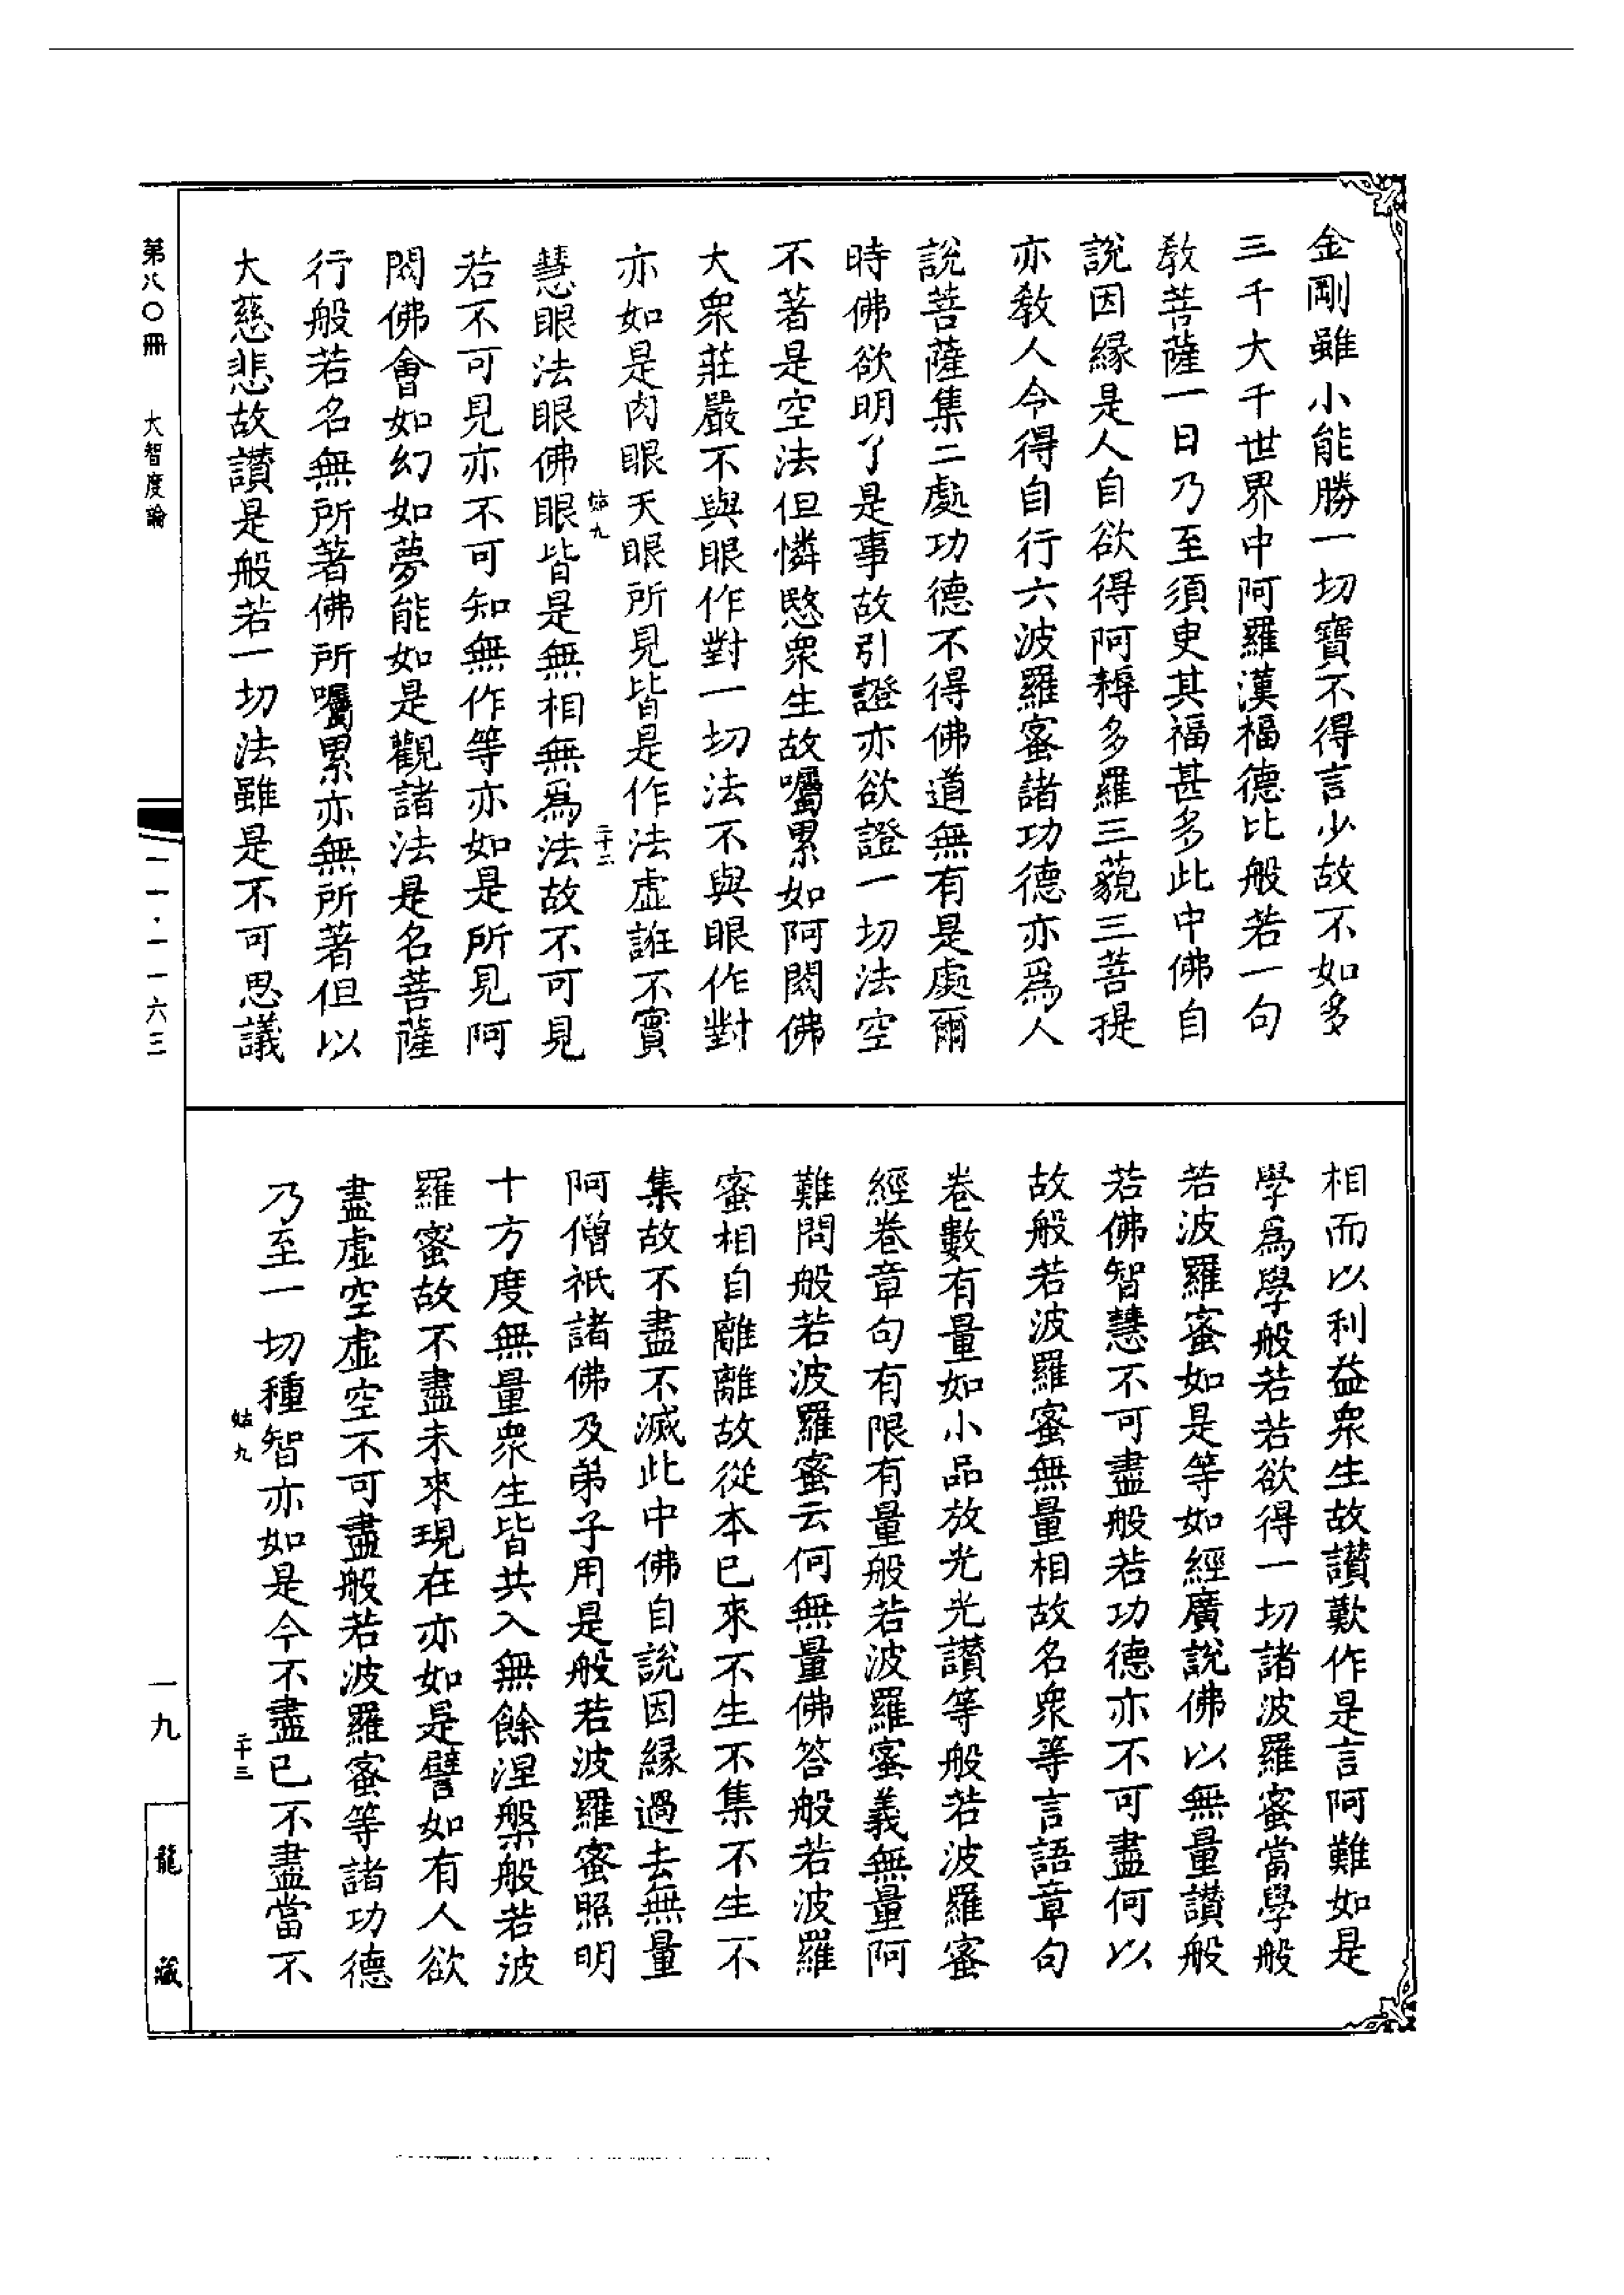 金剛雖小能勝一切寶不得言少故不如多
三千大千世界中阿羅漢福德比般若一句
教菩薩一日乃至須臾其福甚多此中佛自
說因緣是人自欲得阿耨多羅三藐三菩提
亦教人令得自行六波羅蜜諸功德亦爲人
說菩薩集二處功德不得佛道無有是處爾
時佛欲明了是事故引證亦欲證一切法空
不著是空法但憐愍衆生故囑累如阿閦佛
大衆莊嚴不與眼作對一切法不與眼作對
亦如是肉眼天眼所見皆是作法虛誑不實
慧眼法眼佛眼皆是無相無爲法故不可見
若不可見亦不可知無作等亦如是所見阿
閦佛會如幻如夢能如是觀諸法是名菩薩
行般若名無所著佛所囑累亦無所著但以
大慈悲故讚是般若一切法雖是不可思議
姑九
二十二
相而以利益衆生故讚歎作是言阿難如是
學爲學般若若欲得一切諸波羅蜜當學般
若波羅蜜如是等如經廣說佛以無量讚般
若佛智慧不可盡般若功德亦不可盡何以
故般若波羅蜜無量相故名衆等言語章句
卷數有量如小品放光光讚等般若波羅蜜
經卷章句有限有量般若波羅蜜義無量阿
難問般若波羅蜜云何無量佛答般若波羅
蜜相自離離故從本已來不生不集不生不
集故不盡不滅此中佛自說因緣過去無量
阿僧祇諸佛及弟子用是般若波羅蜜照明
十方度無量衆生皆共入無餘涅槃般若波
羅蜜故不盡未來現在亦如是譬如有人欲
盡虛空虛空不可盡般若波羅蜜等諸功德
乃至一切種智亦如是今不盡已不盡當不
姑九
二十三
第八〇冊 大智度論
一一·一一六三
一九
龍藏